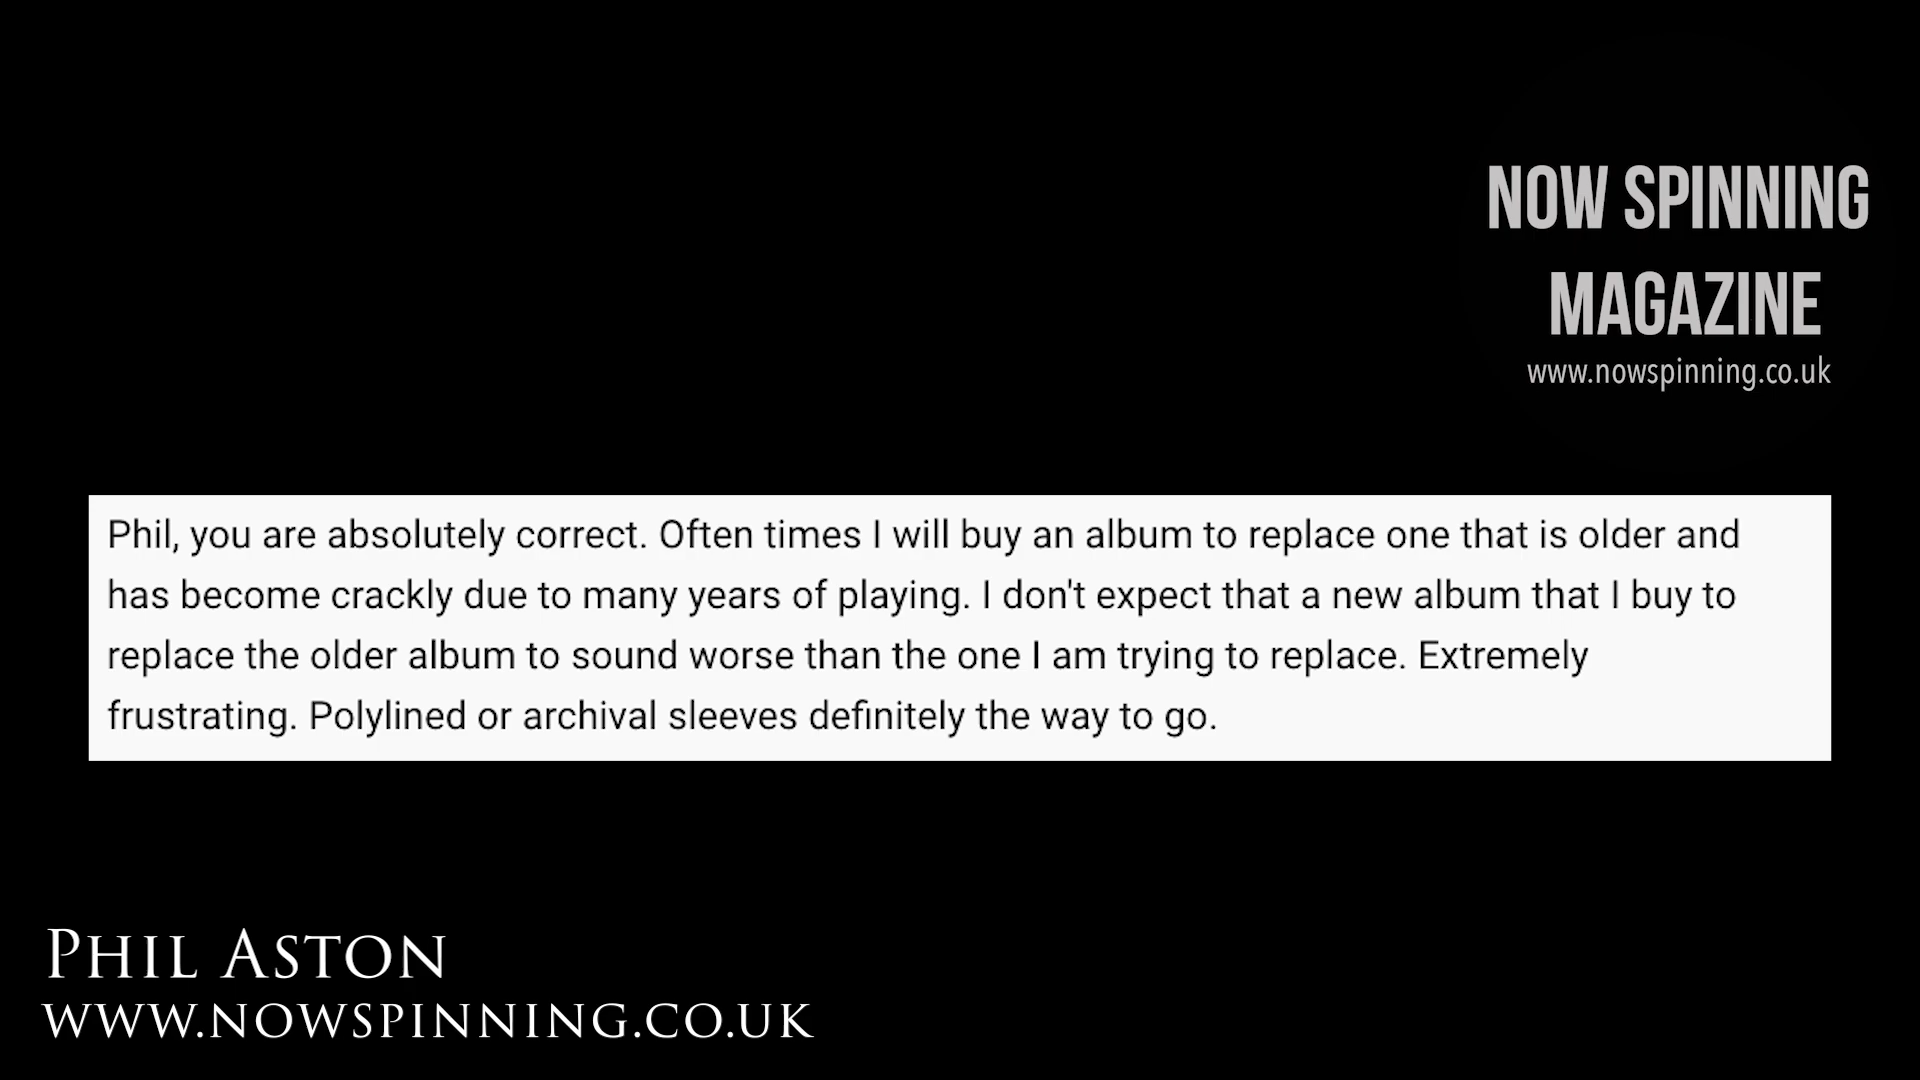 NOW SPINNING
MAGAZINE
www.nowspinning.co.uk
Phil, you are absolutely correct. Often times I will buy an album to replace one that is older and
has become crackly due to many years of playing. I don't expect that a new album that I buy to
replace the older album to sound worse than the one I am trying to replace. Extremely
frustrating. Polylined or archival sleeves definitely the way to go.
PHIL ASTON
WWW.NOWSPINNING.CO.UK